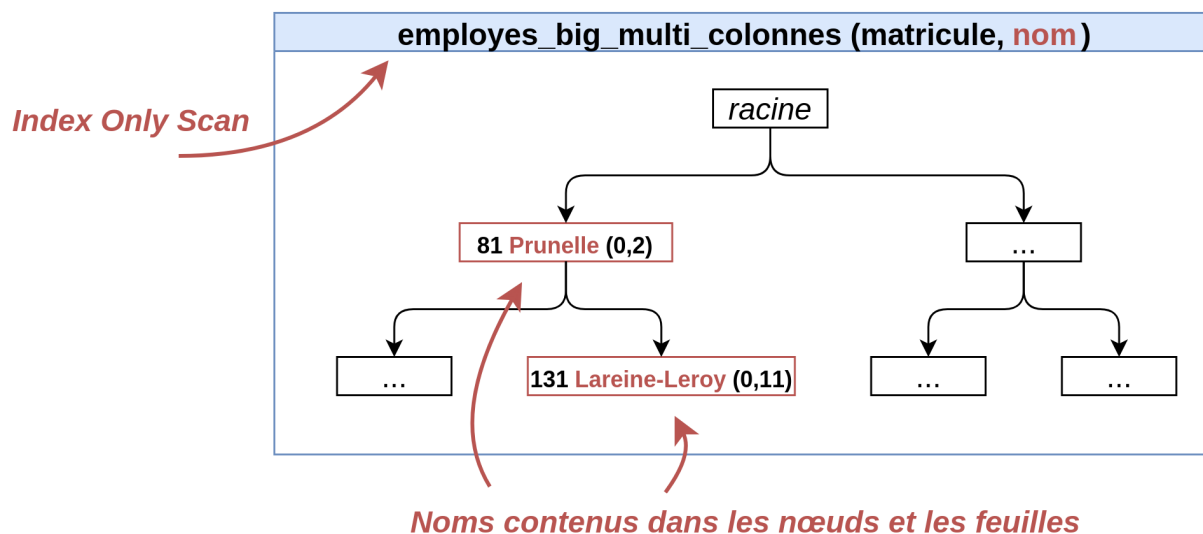 employes_big_multi_colonnes (matricule, nom)
Index Only Scan
racine
81 Prunelle (0,2)
...
...
131 Lareine-Leroy (0,11)
...
...
Noms contenus dans les nœuds et les feuilles